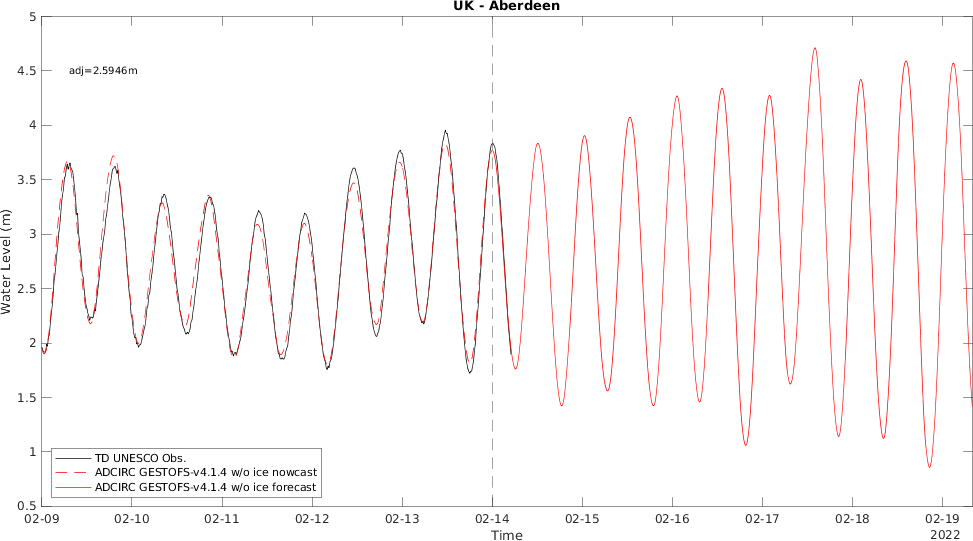 UK - Aberdeen
5
4.5
adj=2.5946m
4
3.5
3
Water Level (m)
2.5
2
1.5
1
TD UNESCO Obs.
ADCIRC GESTOFS-v4.1.4 w/o ice nowcast
ADCIRC GESTOFS-v4.1.4 w/o ice forecast
0.5
02-09 02-10 02-11 02-12 02-13 02-14 02-15 02-16 02-17 02-18 02-19
Time
2022